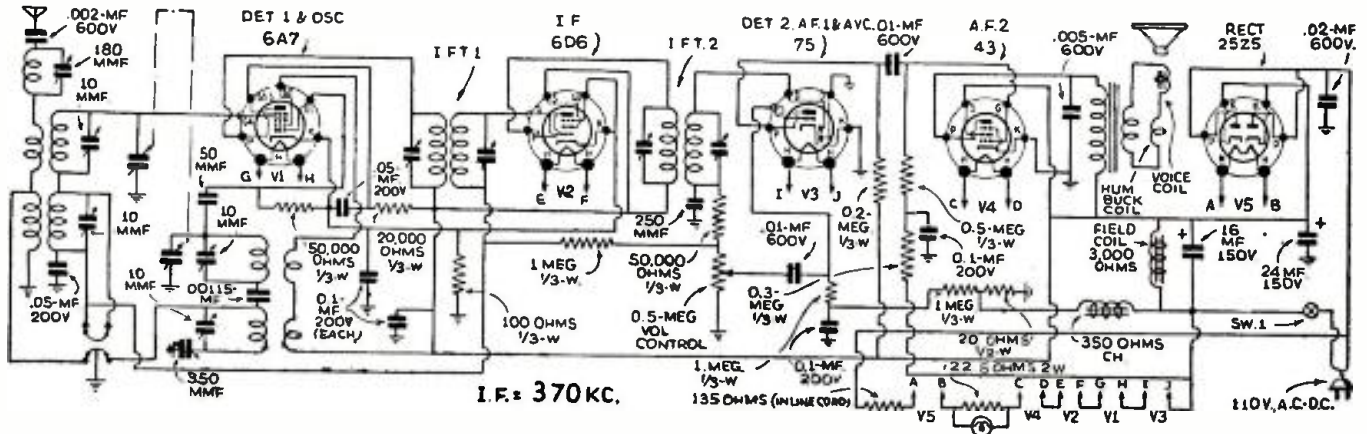 .002-MF
600V
180
MMF
10
MMF
DET 1 & OSC
6A7
I F T. 1
I F
6D6)
I F T. 2
DET 2, A.F.1 & AVC.
75)
.01-MF
600V
A.F.2
43)
.005-MF
600V
RECT
25Z5
.02-MF
600V.
50
MMF
G V1 H
.05-
MF
200V
E V2 F
I V3 J
C V4 D
HUM
BUCK
COIL
VOICE
COIL
A V5 B
10
MMF
10
MMF
50,000
OHMS
1/3-W
20,000
OHMS
1/3-W
250
MMF
.01-MF
600V
0.2-
MEG
1/3-W
0.5-MEG
1/3-W
0.1-MF
200V
FIELD
COIL
3,000
OHMS
+
16
MF
150V
+
24 MF
150V
10
MMF
.00115-
MF
0.1-
MF
200V
(EACH)
1 MEG
1/3-W
50,000
OHMS
1/3-W
0.3-
MEG
1/3-W
1 MEG
1/3-W
.05-MF
200V
350
MMF
100 OHMS
1/3-W
0.5-MEG
VOL
CONTROL
1 MEG
1/3-W
0.1-MF
200V
20 OHMS
1/2-W
350 OHMS
CH
SW.1
I.F.= 370 KC.
135 OHMS (IN LINE CORD)
OHMS 2W
A B C D E F G H I J
V5 V4 V2 V1 V3
110V., A.C.-D.C.